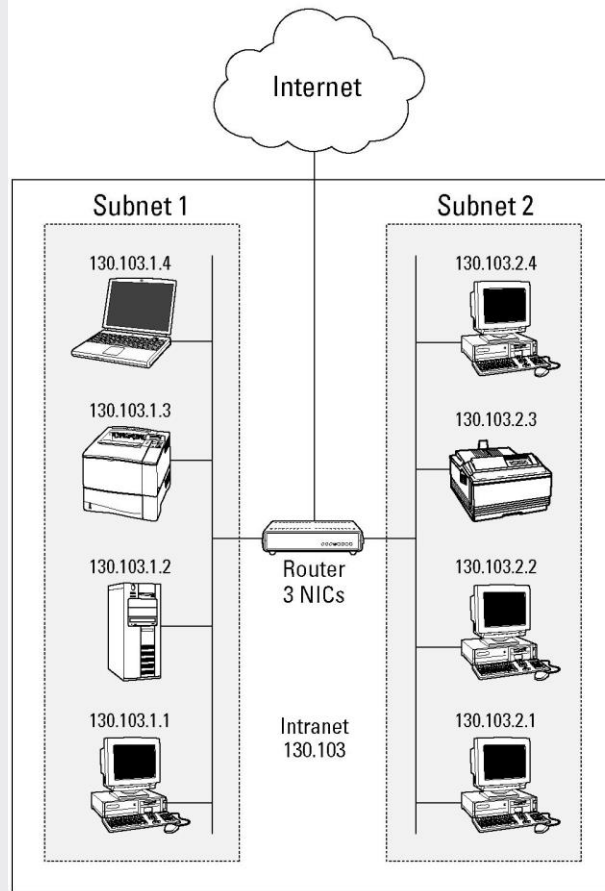 Internet
Subnet 1
130.103.1.4
130.103.1.3
130.103.1.2
130.103.1.1
Router
3 NICs
Intranet
130.103
Subnet 2
130.103.2.4
130.103.2.3
130.103.2.2
130.103.2.1